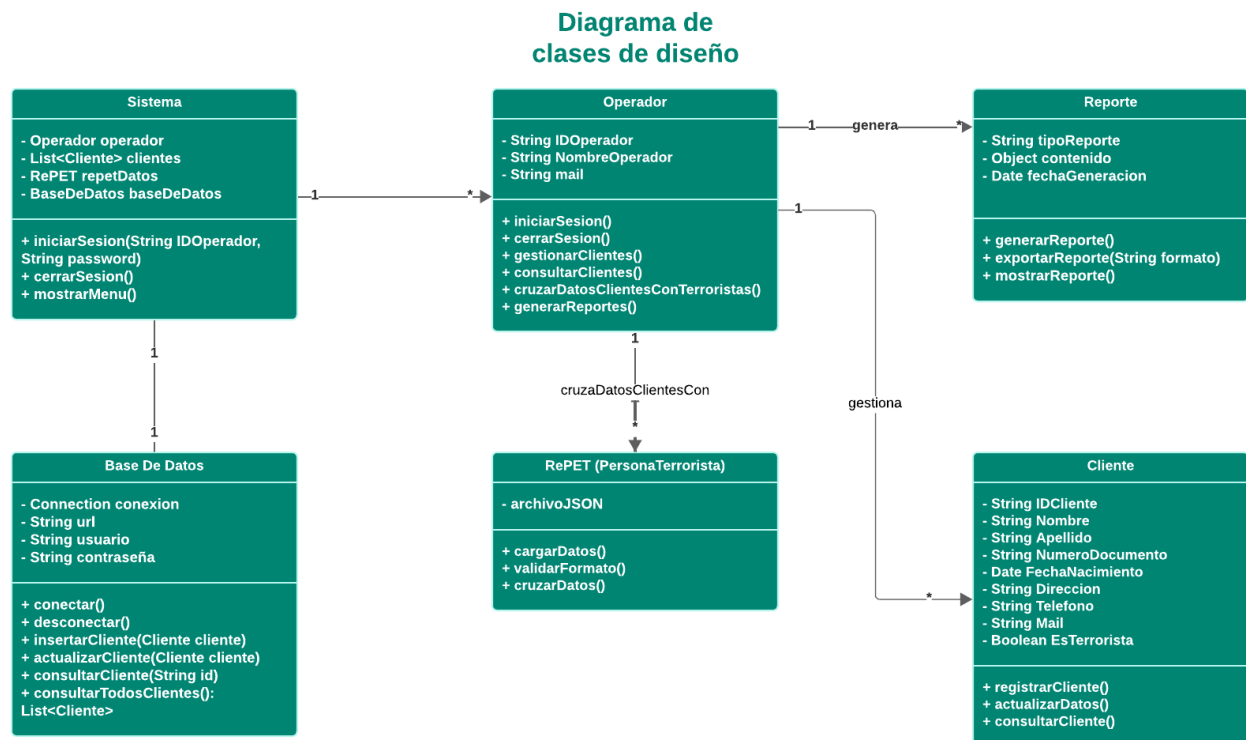 Diagrama de
clases de diseño
Sistema
- Operador operador
- List<Cliente> clientes
- RePET repetDatos
- BaseDeDatos baseDeDatos
+ iniciarSesion(String IDOperador,
String password)
+ cerrarSesion()
+ mostrarMenu()
1
*
Operador
- String IDOperador
- String NombreOperador
- String mail
+ iniciarSesion()
+ cerrarSesion()
+ gestionarClientes()
+ consultarClientes()
+ cruzarDatosClientesConTerroristas()
+ generarReportes()
1
genera
*
Reporte
- String tipoReporte
- Object contenido
- Date fechaGeneracion
+ generarReporte()
+ exportarReporte(String formato)
+ mostrarReporte()
1
gestiona
*
1
1
1
cruzaDatosClientesCon
*
Base De Datos
- Connection conexion
- String url
- String usuario
- String contraseña
+ conectar()
+ desconectar()
+ insertarCliente(Cliente cliente)
+ actualizarCliente(Cliente cliente)
+ consultarCliente(String id)
+ consultarTodosClientes():
List<Cliente>
RePET (PersonaTerrorista)
- archivoJSON
+ cargarDatos()
+ validarFormato()
+ cruzarDatos()
Cliente
- String IDCliente
- String Nombre
- String Apellido
- String NumeroDocumento
- Date FechaNacimiento
- String Direccion
- String Telefono
- String Mail
- Boolean EsTerrorista
+ registrarCliente()
+ actualizarDatos()
+ consultarCliente()